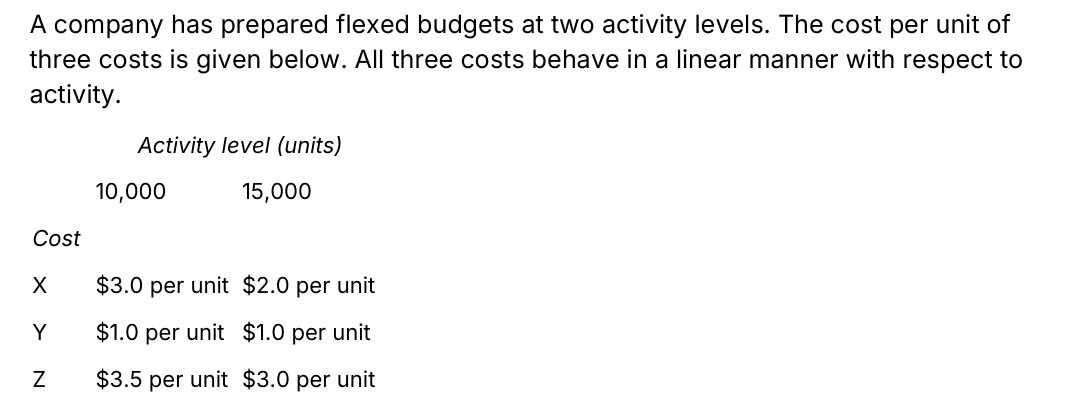 A company has prepared flexed budgets at two activity levels. The cost per unit of
three costs is given below. All three costs behave in a linear manner with respect to
activity.
Activity level (units)
10,000 15,000
Cost
X $3.0 per unit $2.0 per unit
Y $1.0 per unit $1.0 per unit
Z $3.5 per unit $3.0 per unit